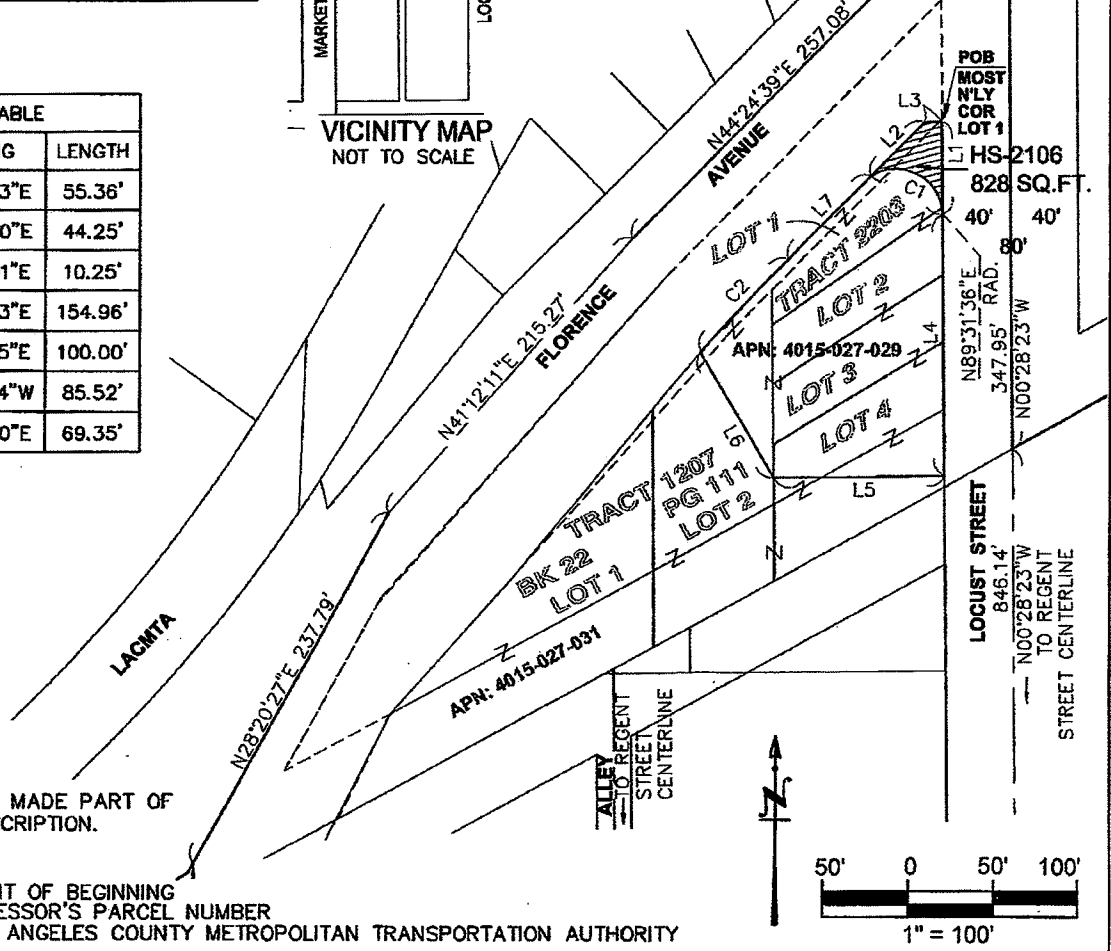 MARKET
LOC
VICINITY MAP
NOT TO SCALE
ABLE
G LENGTH
3"E 55.36'
0"E 44.25'
1"E 10.25'
3"E 154.96'
5"E 100.00'
4"W 85.52'
0"E 69.35'
N44°24'39"E 257.08'
AVENUE
POB
MOST
N'LY
COR
LOT 1
L3
L2
L1
HS-2106
828 SQ.FT.
C1
40' 40'
80'
L7
LOT 1
TRACT 2203
LOT 2
C2
N41°12'11"E 215.27'
FLORENCE
APN: 4015-027-029
LOT 3
LOT 4
L4
N89°31'36"E
347.95' RAD.
N00°28'23"W
L6
L5
TRACT 1207
PG 111
LOT 2
BK 22
LOT 1
LOCUST STREET
846.14'
N00°28'23"W
TO REGENT
STREET CENTERLINE
LACMTA
N28°20'27"E 237.79'
APN: 4015-027-031
ALLEY
TO REGENT
STREET
CENTERLINE
MADE PART OF
CRIPTION.
N
IT OF BEGINNING
ESSOR'S PARCEL NUMBER
ANGELES COUNTY METROPOLITAN TRANSPORTATION AUTHORITY
50' 0 50' 100'
1" = 100'